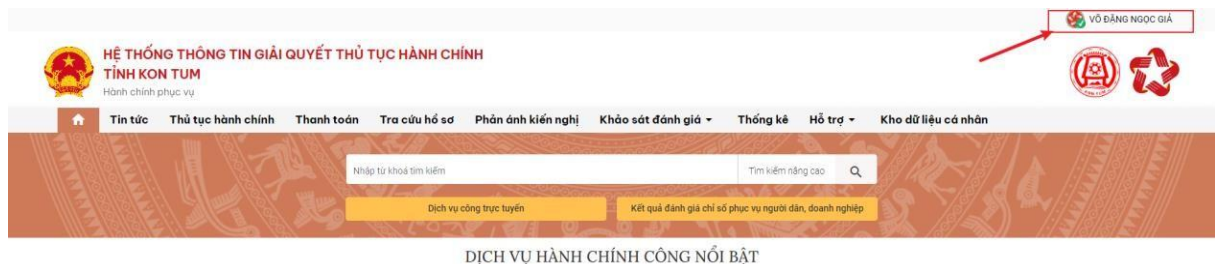 VÕ ĐẶNG NGỌC GIÁ
HỆ THỐNG THÔNG TIN GIẢI QUYẾT THỦ TỤC HÀNH CHÍNH
TỈNH KON TUM
Hành chính phục vụ
Tin tức Thủ tục hành chính Thanh toán Tra cứu hồ sơ Phản ánh kiến nghị Khảo sát đánh giá Thống kê Hỗ trợ Kho dữ liệu cá nhân
Nhập từ khoá tìm kiếm Tìm kiếm nâng cao
Dịch vụ công trực tuyến Kết quả đánh giá chỉ số phục vụ người dân, doanh nghiệp
DỊCH VỤ HÀNH CHÍNH CÔNG NỔI BẬT